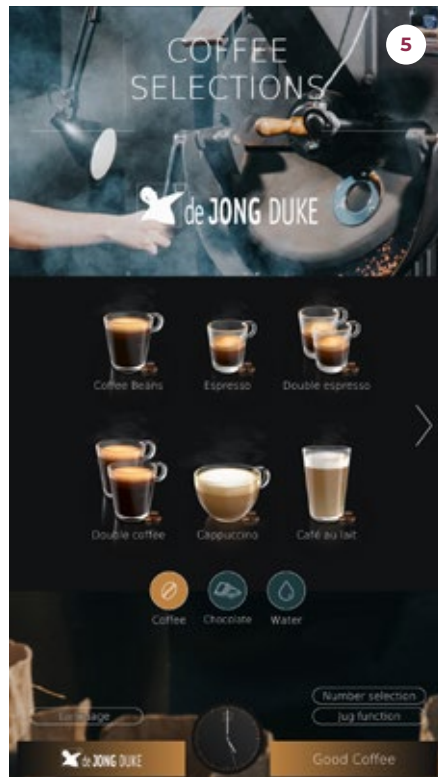 5
COFFEE
SELECTIONS
de JONG DUKE
Coffee Beans
Espresso
Double espresso
Double coffee
Cappuccino
Café au lait
Coffee
Chocolate
Water
Number selection
Language
Jug function
de JONG DUKE
Good Coffee